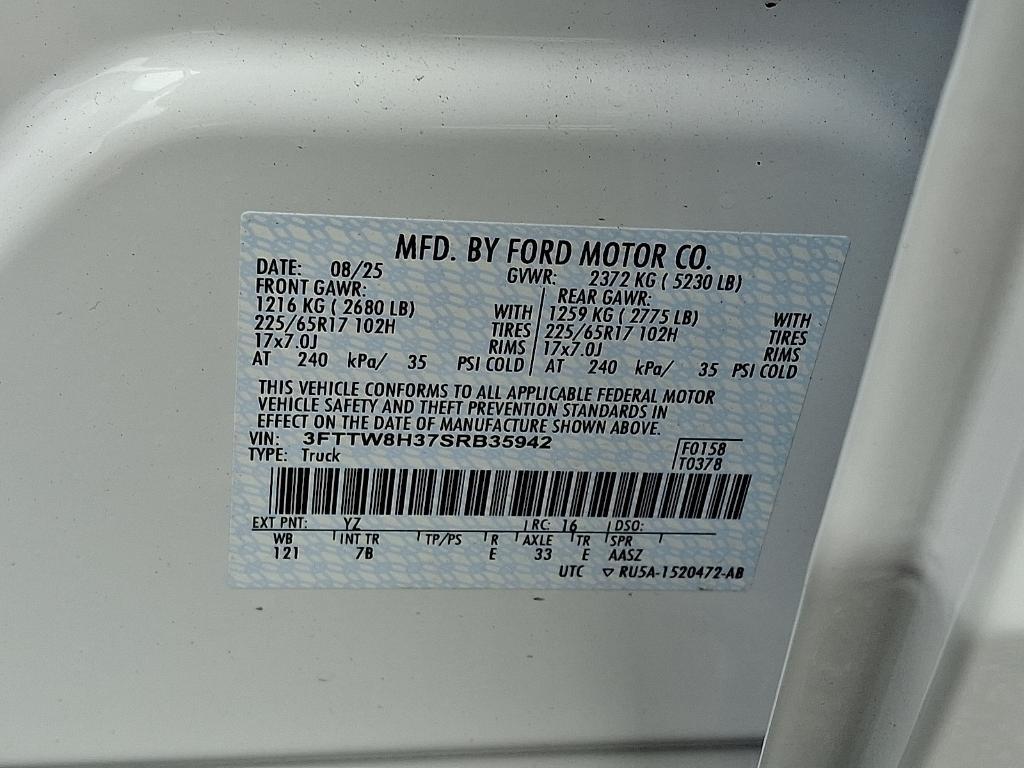 MFD. BY FORD MOTOR CO.
DATE: 08/25 GVWR: 2372 KG ( 5230 LB)
FRONT GAWR: REAR GAWR:
1216 KG ( 2680 LB) WITH 1259 KG ( 2775 LB) WITH
225/65R17 102H TIRES 225/65R17 102H TIRES
17x7.0J RIMS 17x7.0J RIMS
AT 240 kPa/ 35 PSI COLD AT 240 kPa/ 35 PSI COLD
THIS VEHICLE CONFORMS TO ALL APPLICABLE FEDERAL MOTOR
VEHICLE SAFETY AND THEFT PREVENTION STANDARDS IN
EFFECT ON THE DATE OF MANUFACTURE SHOWN ABOVE.
VIN: 3FTTW8H37SRB35942 F0158
TYPE: Truck T0378
EXT PNT: YZ RC: 16 DSO:
WB INT TR TP/PS R AXLE TR SPR
121 7B E 33 E AASZ
UTC ▽ RU5A-1520472-AB